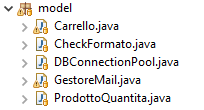 model
Carrello.java
CheckFormato.java
DBConnectionPool.java
GestoreMail.java
ProdottoQuantita.java